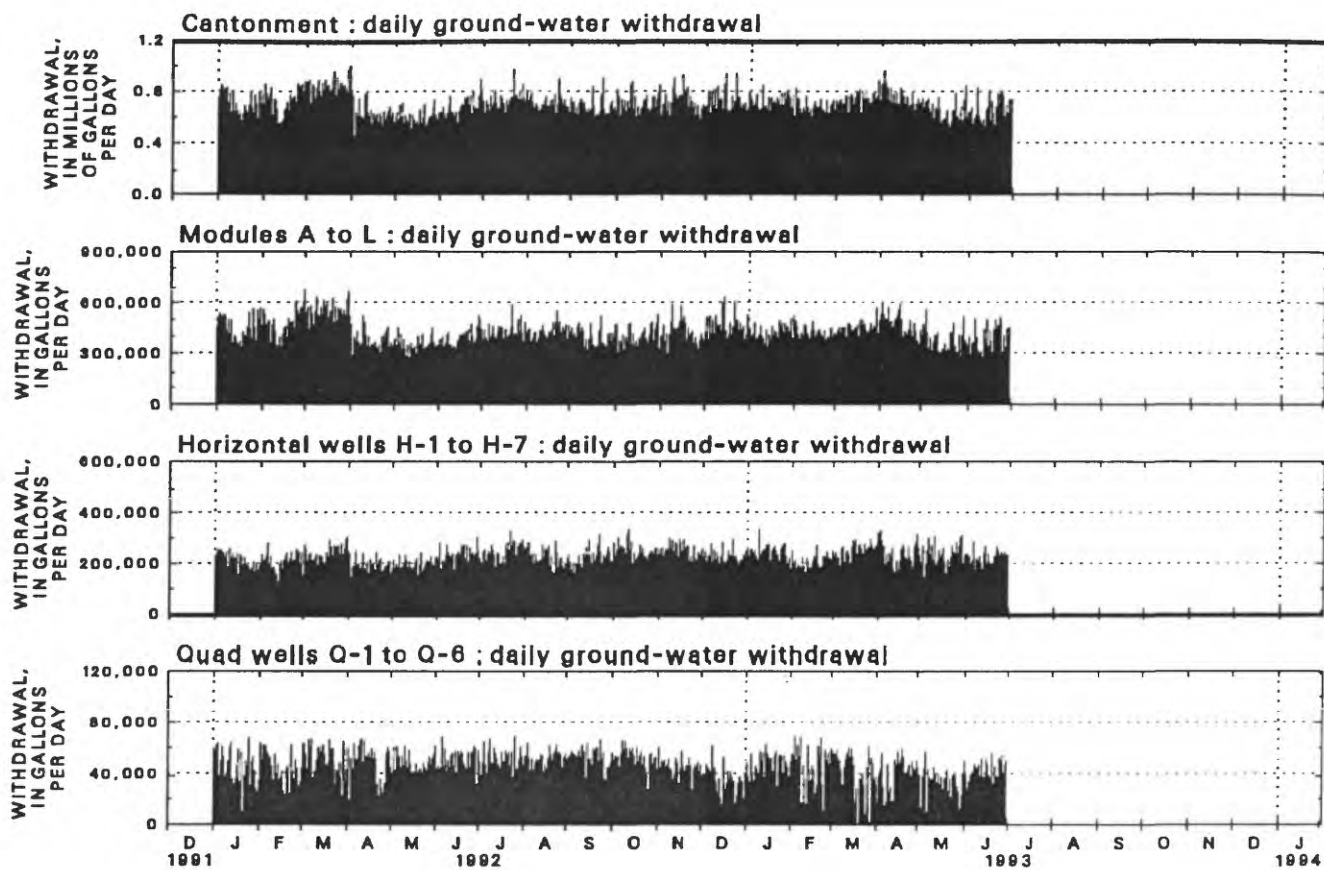 Cantonment : daily ground-water withdrawal
WITHDRAWAL,
IN MILLIONS
OF GALLONS
PER DAY
1.2
0.8
0.4
0.0
Modules A to L : daily ground-water withdrawal
WITHDRAWAL,
IN GALLONS
PER DAY
900,000
600,000
300,000
0
Horizontal wells H-1 to H-7 : daily ground-water withdrawal
WITHDRAWAL,
IN GALLONS
PER DAY
600,000
400,000
200,000
0
Quad wells Q-1 to Q-6 : daily ground-water withdrawal
WITHDRAWAL,
IN GALLONS
PER DAY
120,000
80,000
40,000
0
D J F M A M J J A S O N D J F M A M J J A S O N D J
1991 1992 1993 1994